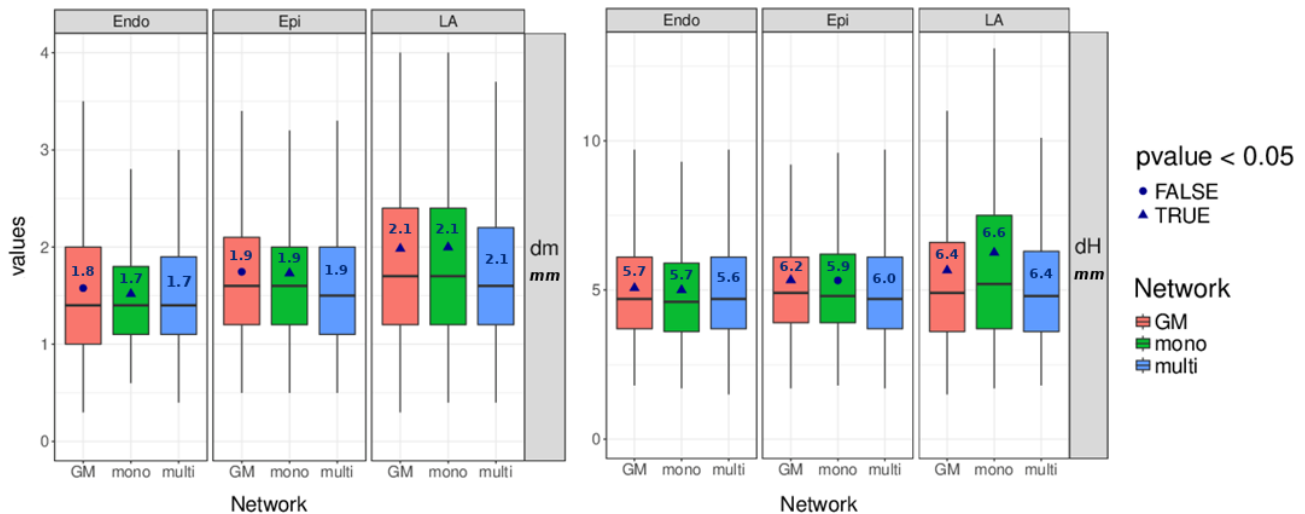 Endo Epi LA
4
3
2
1
0
values
1.8 1.7 1.7
1.9 1.9 1.9
2.1 2.1 2.1
dm
mm
GM mono multi GM mono multi GM mono multi
Network
Endo Epi LA
10
5
0
5.7 5.7 5.6
6.2 5.9 6.0
6.4 6.6 6.4
dH
mm
GM mono multi GM mono multi GM mono multi
Network
pvalue < 0.05
FALSE
TRUE
Network
GM
mono
multi